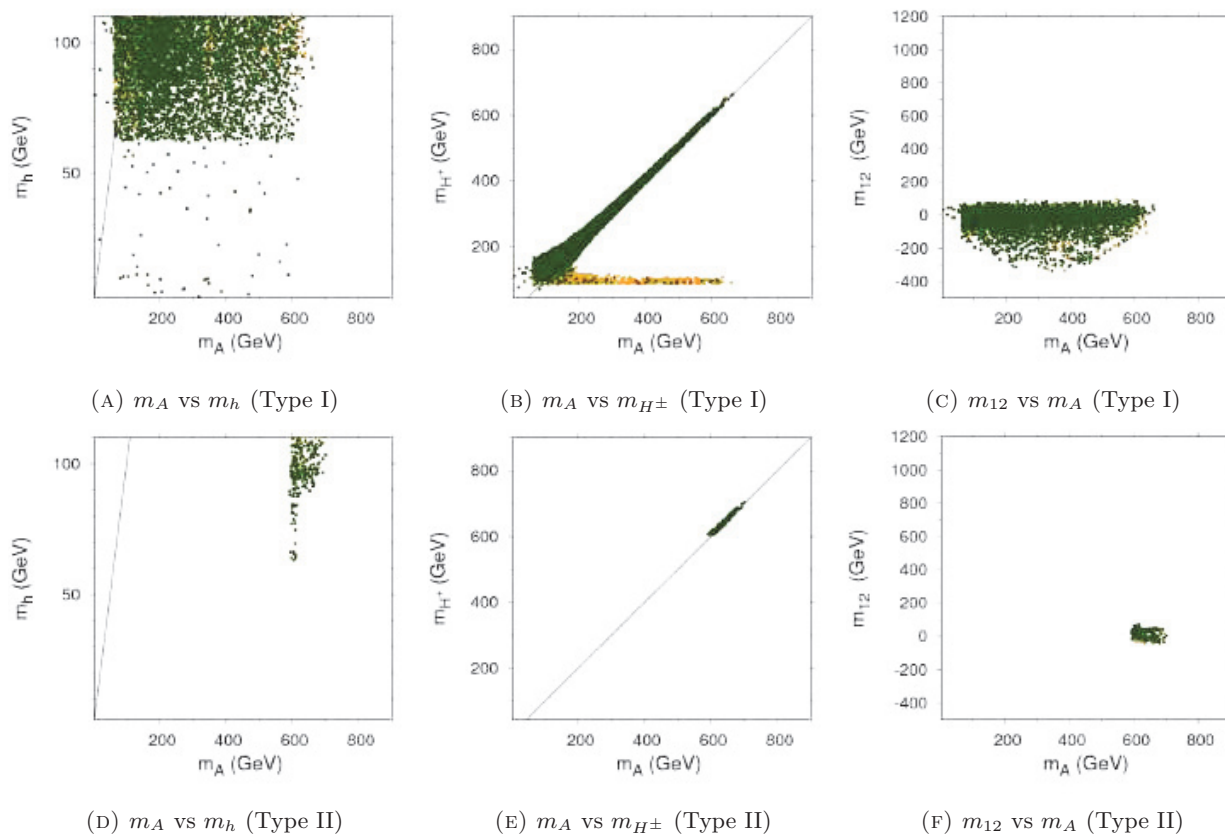 100
50
m_h (GeV)
200 400 600 800
m_A (GeV)
800
600
400
200
m_H⁺ (GeV)
200 400 600 800
m_A (GeV)
1200
1000
800
600
400
200
0
-200
-400
m_12 (GeV)
200 400 600 800
m_A (GeV)
(A) m_A vs m_h (Type I)
(B) m_A vs m_H± (Type I)
(C) m_12 vs m_A (Type I)
100
50
m_h (GeV)
200 400 600 800
m_A (GeV)
800
600
400
200
m_H⁺ (GeV)
200 400 600 800
m_A (GeV)
1200
1000
800
600
400
200
0
-200
-400
m_12 (GeV)
200 400 600 800
m_A (GeV)
(D) m_A vs m_h (Type II)
(E) m_A vs m_H± (Type II)
(F) m_12 vs m_A (Type II)